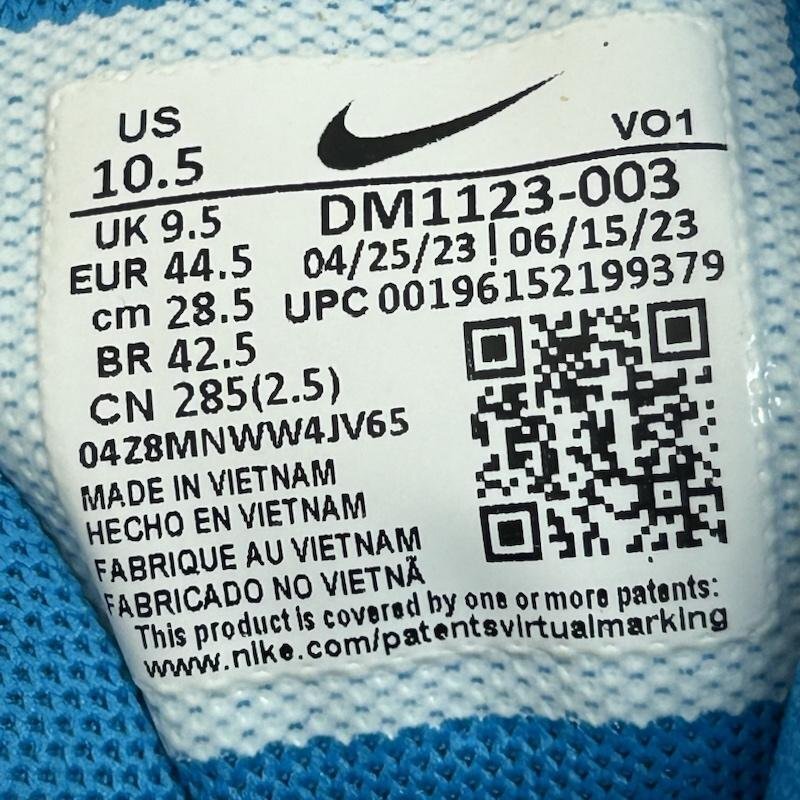 US
VO1
10.5
DM1123-003
UK 9.5
04/25/23 ! 06/15/23
EUR 44.5
UPC 00196152199379
cm 28.5
BR 42.5
CN 285(2.5)
04Z8MNWW4JV65
MADE IN VIETNAM
HECHO EN VIETNAM
FABRIQUE AU VIETNAM
FABRICADO NO VIETNÃ
This product is covered by one or more patents:
www.nike.com/patentsvirtualmarking